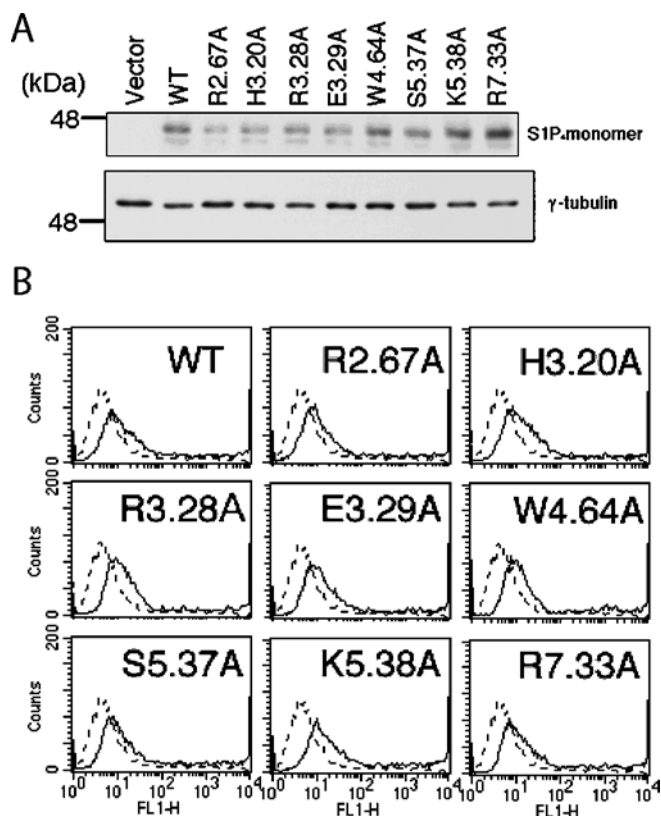 A
(kDa)
Vector
WT
R2.67A
H3.20A
R3.28A
E3.29A
W4.64A
S5.37A
K5.38A
R7.33A
48
S1P₄monomer
48
γ-tubulin
B
200
Counts
0
WT
R2.67A
H3.20A
200
Counts
0
R3.28A
E3.29A
W4.64A
200
Counts
0
S5.37A
K5.38A
R7.33A
10⁰ 10¹ 10² 10³ 10⁴
FL1-H
10⁰ 10¹ 10² 10³ 10⁴
FL1-H
10⁰ 10¹ 10² 10³ 10⁴
FL1-H